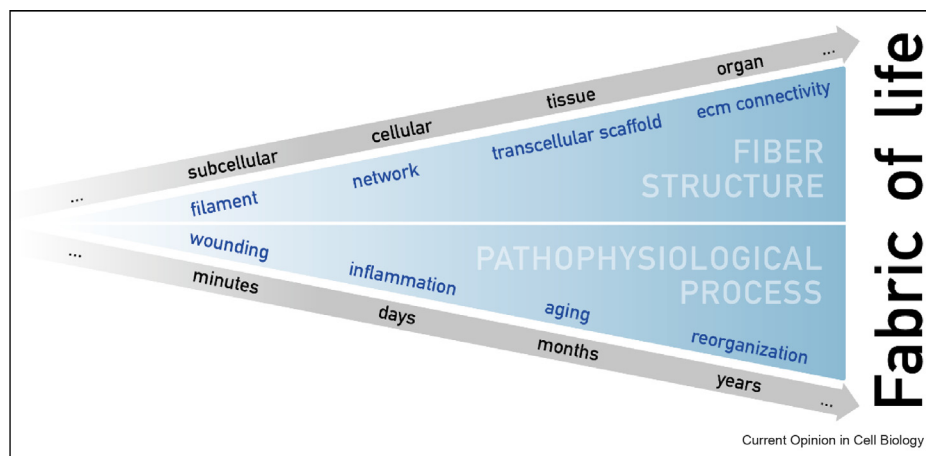 ...
subcellular
cellular
tissue
organ
...
filament
network
transcellular scaffold
ecm connectivity
FIBER
STRUCTURE
PATHOPHYSIOLOGICAL
PROCESS
wounding
inflammation
aging
reorganization
...
minutes
days
months
years
...
Fabric of life
Current Opinion in Cell Biology